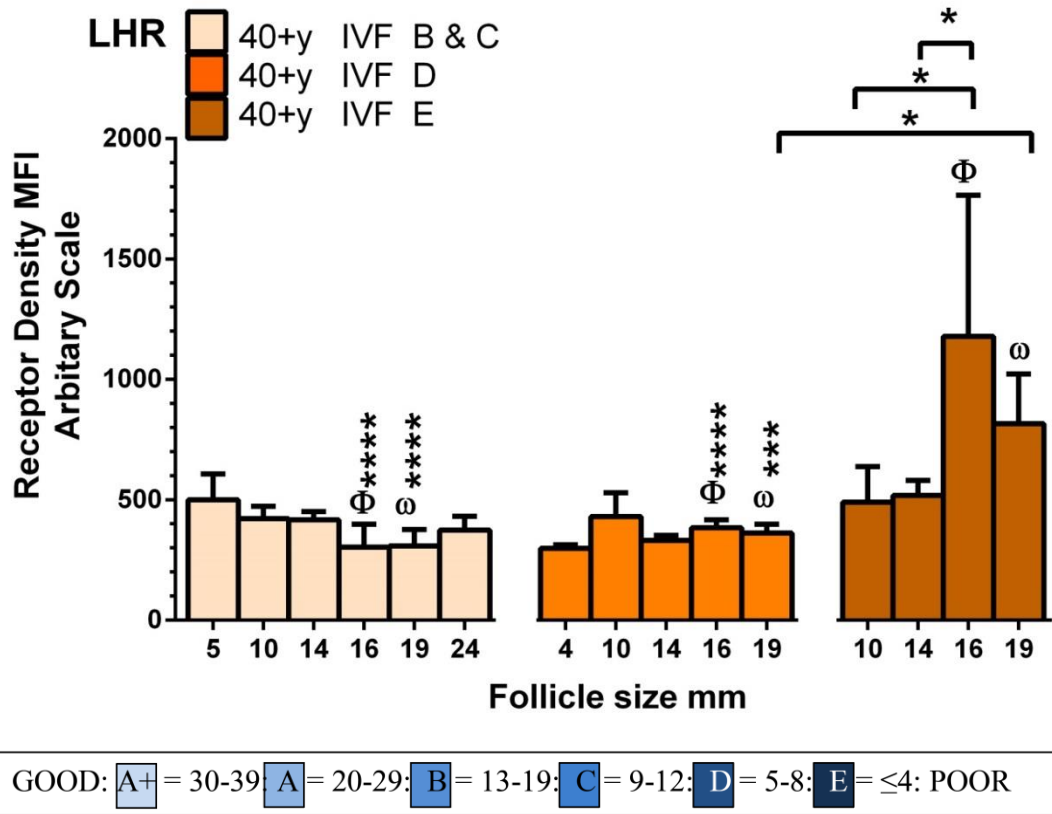 LHR
40+y IVF B & C
40+y IVF D
40+y IVF E
*
*
*
Receptor Density MFI
Arbitary Scale
2000
1500
1000
500
0
Φ****
ω****
Φ****
ω***
Φ
ω
5 10 14 16 19 24
4 10 14 16 19
10 14 16 19
Follicle size mm
GOOD: A+ = 30-39: A = 20-29: B = 13-19: C = 9-12: D = 5-8: E = ≤4: POOR